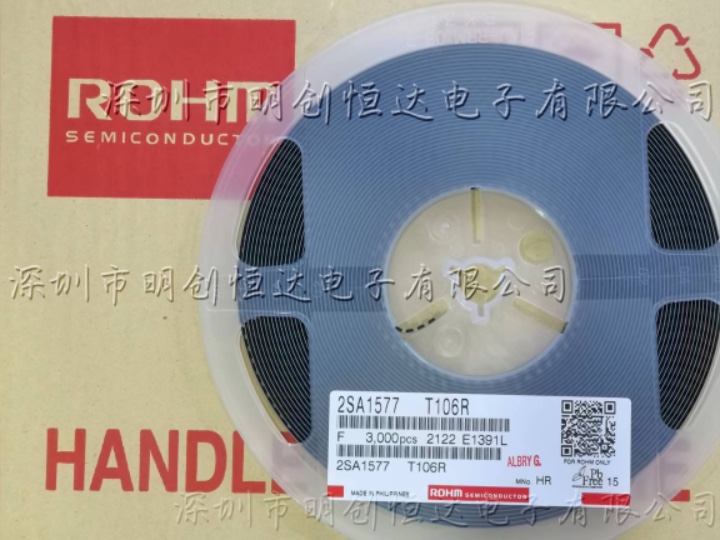 ROHM
SEMICONDUCTOR
深圳市明创恒达电子有限公司
深圳市明创恒达电子有限公司
2SA1577 T106R
F 3,000pcs 2122 E1391L
2SA1577 T106R
ALBRY G.
FOR ROHM ONLY
MNo. HR
Pb
Free 15
MADE IN PHILIPPINES
ROHM SEMICONDUCTOR
HANDLE
深圳市明创恒达电子有限公司